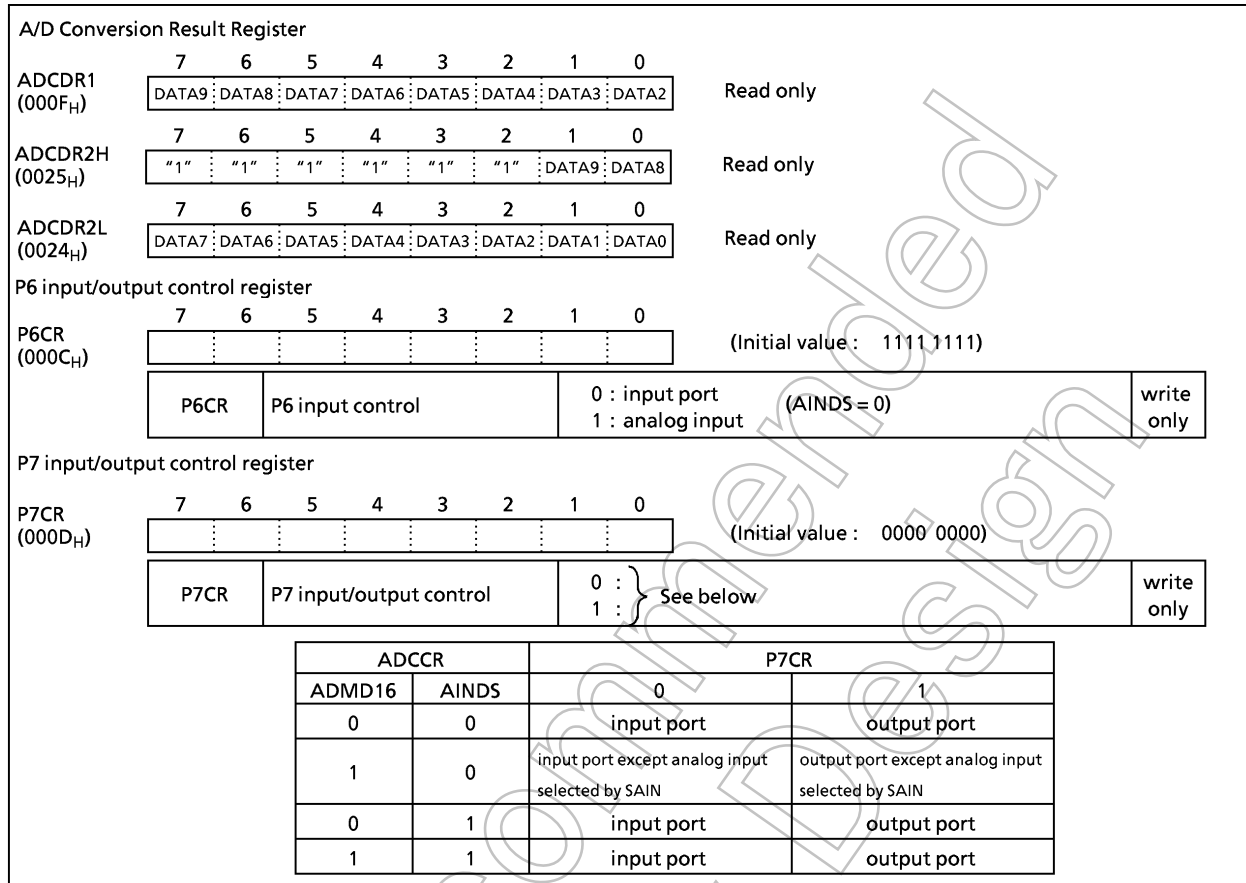 A/D Conversion Result Register
7 6 5 4 3 2 1 0
ADCDR1
(000FH)
DATA9 DATA8 DATA7 DATA6 DATA5 DATA4 DATA3 DATA2 Read only
7 6 5 4 3 2 1 0
ADCDR2H
(0025H)
"1" "1" "1" "1" "1" "1" DATA9 DATA8 Read only
7 6 5 4 3 2 1 0
ADCDR2L
(0024H)
DATA7 DATA6 DATA5 DATA4 DATA3 DATA2 DATA1 DATA0 Read only
P6 input/output control register
7 6 5 4 3 2 1 0
P6CR
(000CH)
(Initial value : 1111 1111)
P6CR P6 input control
0 : input port
1 : analog input
(AINDS = 0)
write
only
P7 input/output control register
7 6 5 4 3 2 1 0
P7CR
(000DH)
(Initial value : 0000 0000)
P7CR P7 input/output control
0 :
1 :
See below
write
only
ADCCR P7CR
ADMD16 AINDS 0 1
0 0 input port output port
1 0
input port except analog input
selected by SAIN
output port except analog input
selected by SAIN
0 1 input port output port
1 1 input port output port
commended
Design